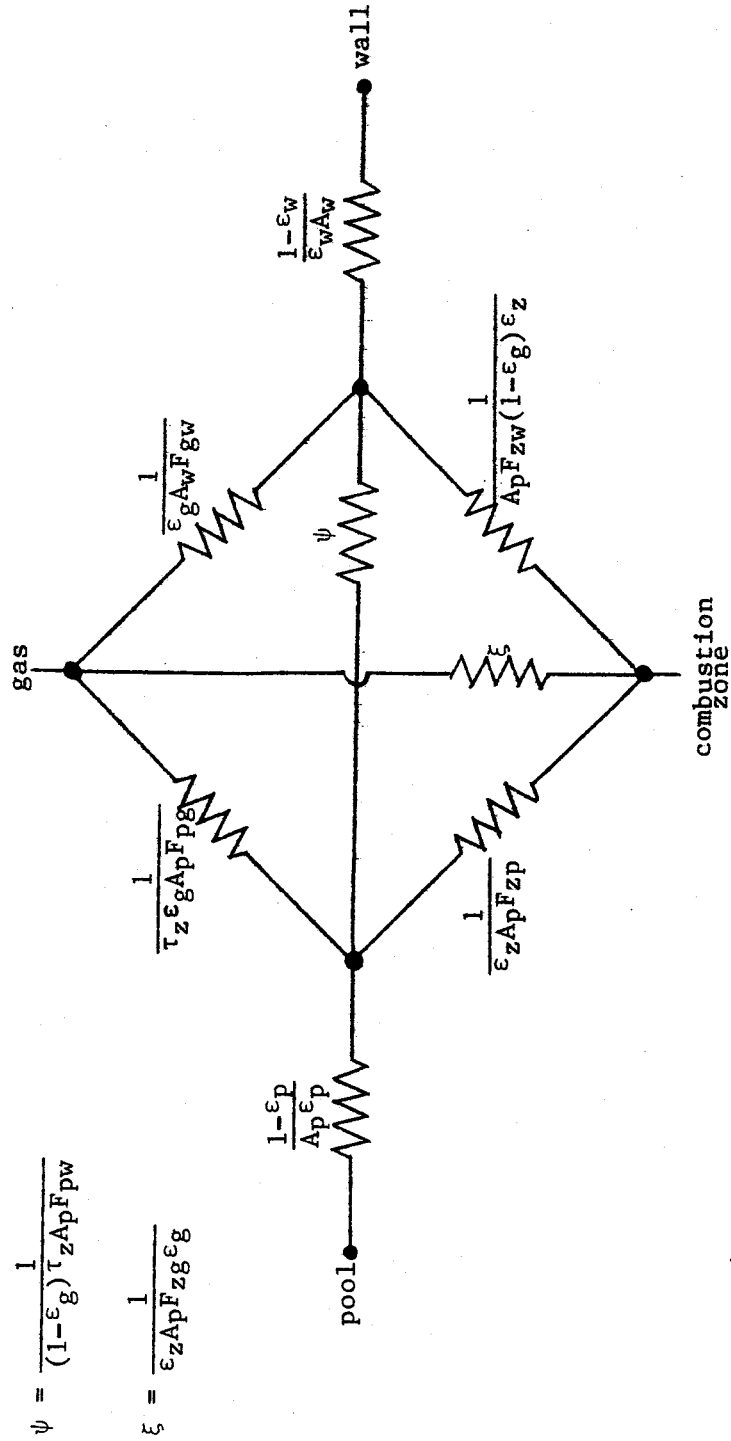 ψ = 1/((1-ε_g)τ_zA_pF_pw)
ξ = 1/(ε_zA_pF_zgε_g)
gas
1/(τ_zε_gA_pF_pg)
1/(ε_gA_wF_gw)
pool
(1-ε_p)/(A_pε_p)
ψ
(1-ε_w)/(ε_wA_w)
wall
ξ
1/(ε_zA_pF_zp)
1/(A_pF_zw(1-ε_g)ε_z)
combustion
zone